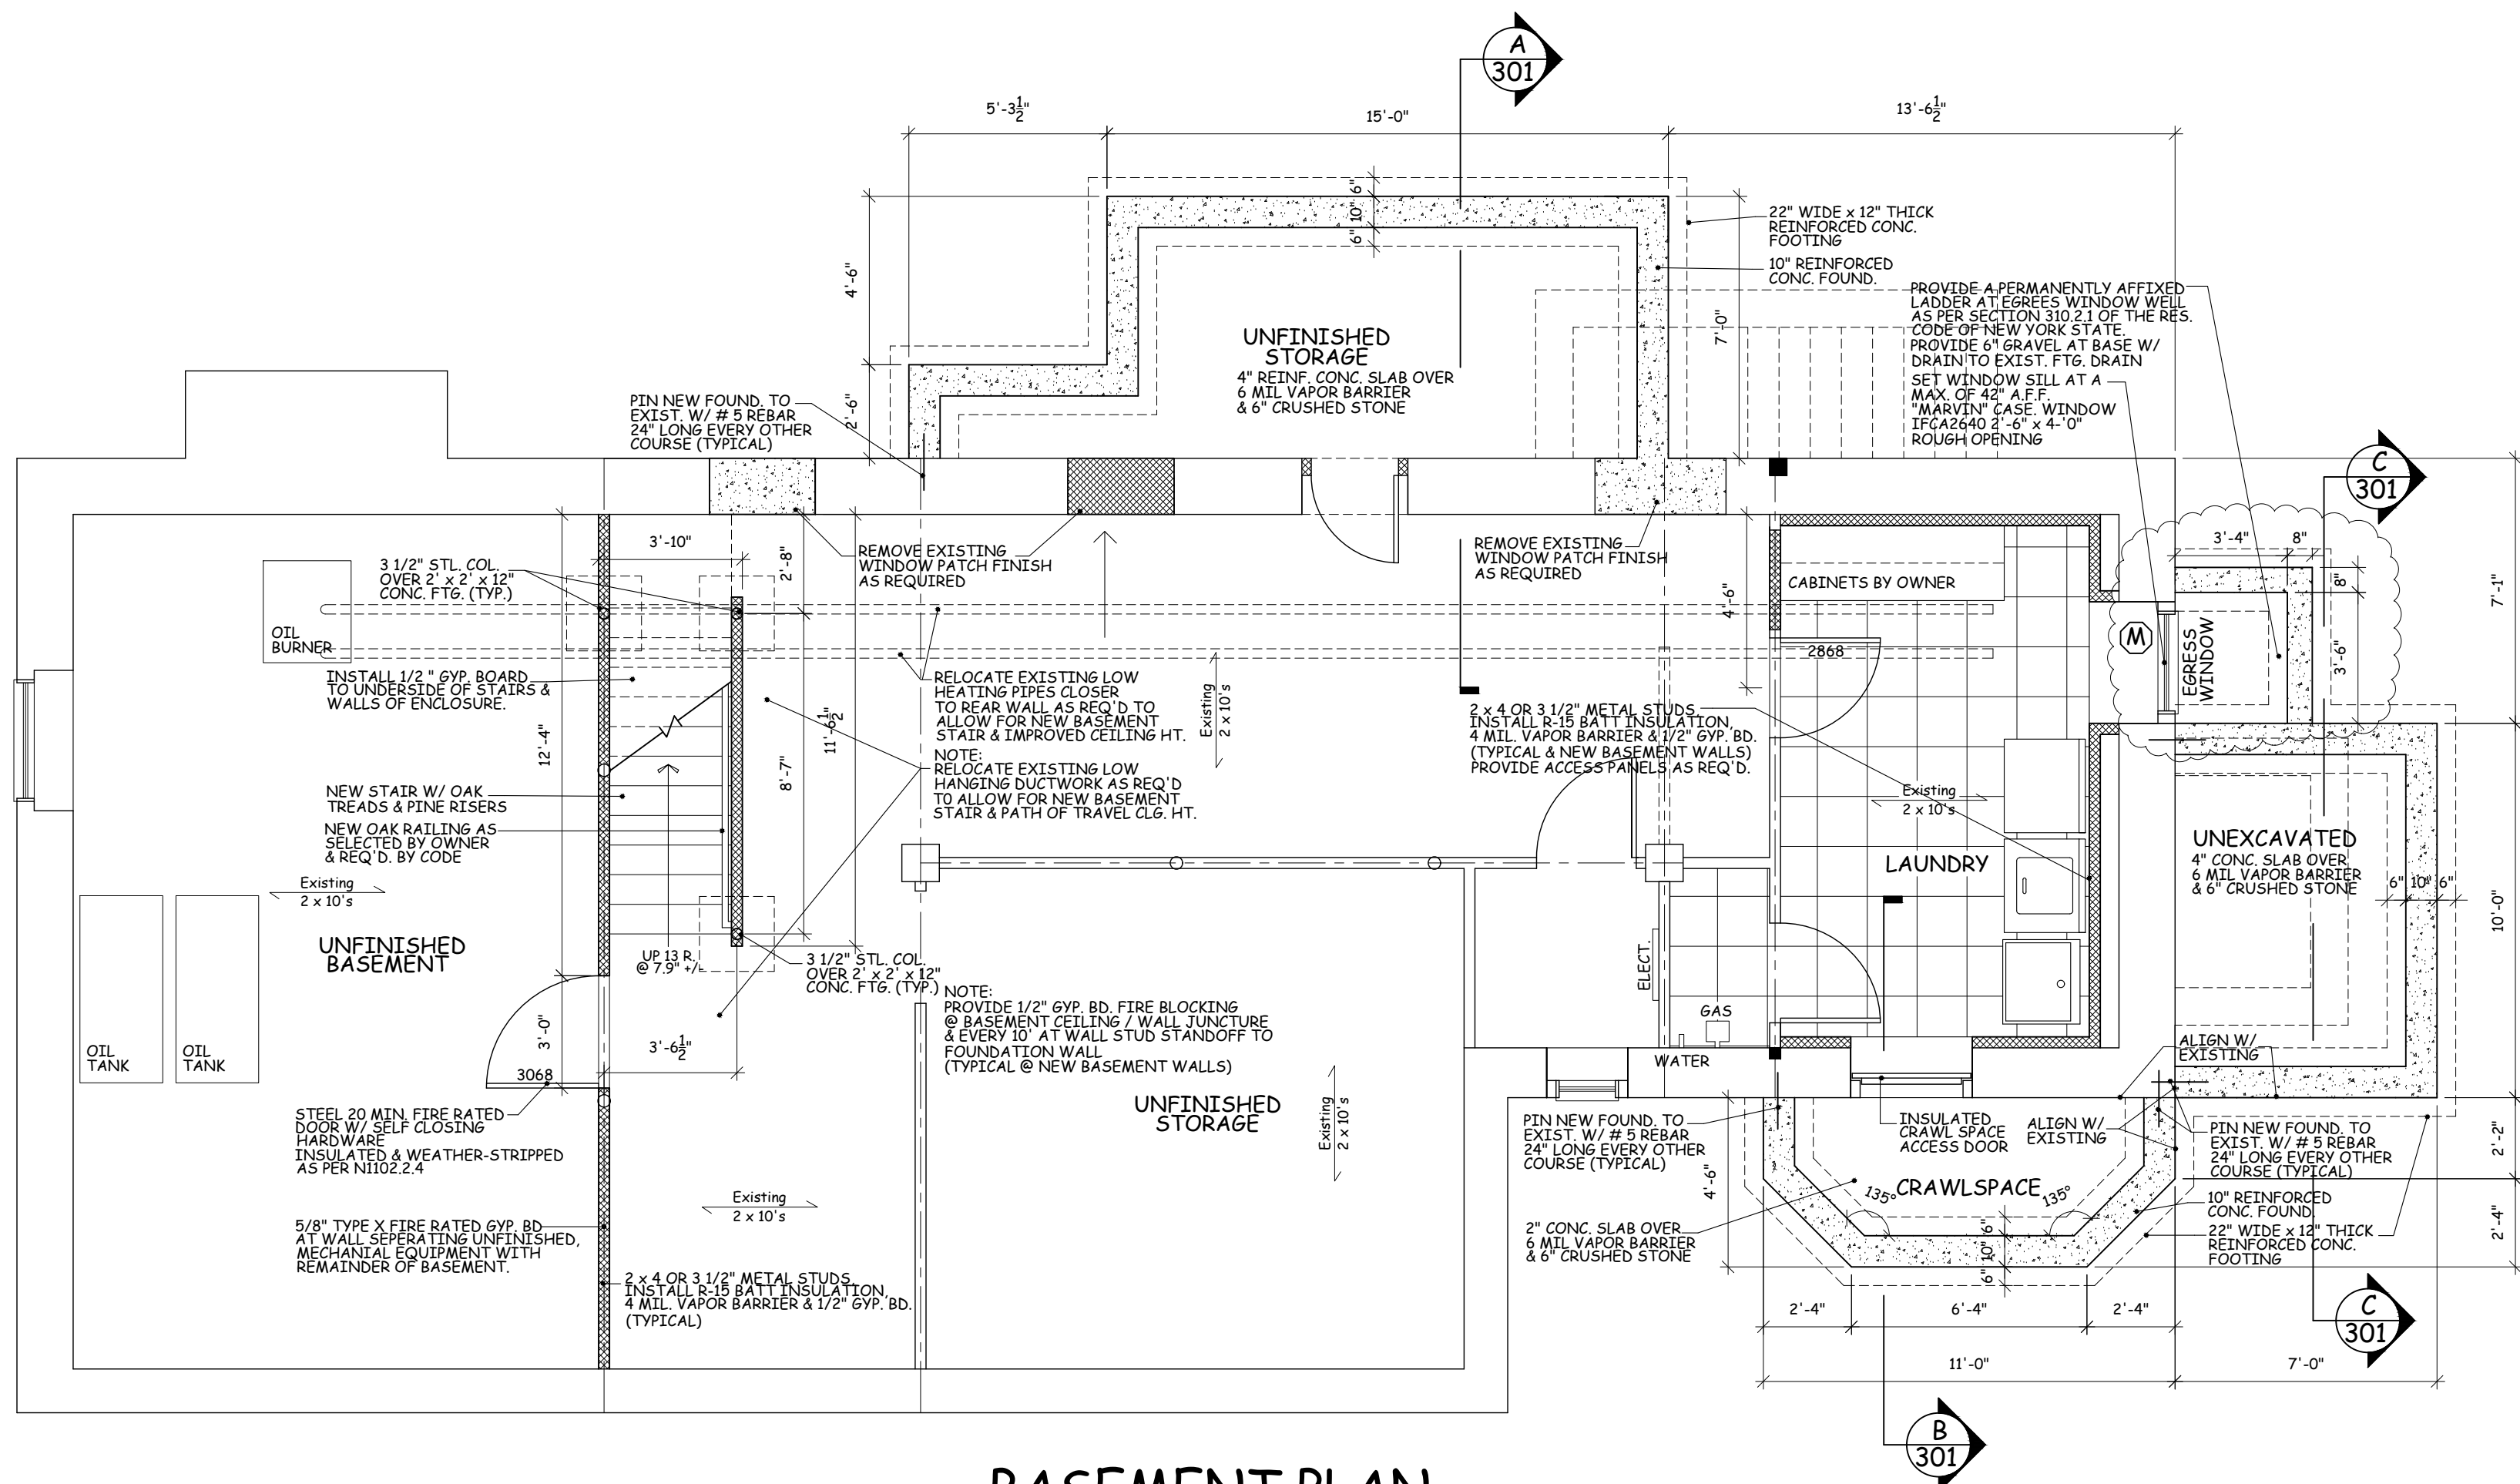 A
301
5'-3 1/2"
15'-0"
13'-6 1/2"
6"
10"
6"
4'-6"
2'-6"
7'-0"
22" WIDE x 12" THICK
REINFORCED CONC.
FOOTING
10" REINFORCED
CONC. FOUND.
PROVIDE A PERMANENTLY AFFIXED
LADDER AT EGREES WINDOW WELL
AS PER SECTION 310.2.1 OF THE RES.
CODE OF NEW YORK STATE.
PROVIDE 6" GRAVEL AT BASE W/
DRAIN TO EXIST. FTG. DRAIN
SET WINDOW SILL AT A
MAX. OF 42" A.F.F.
"MARVIN" CASE. WINDOW
IFCA2640 2'-6" x 4-'0"
ROUGH OPENING
UNFINISHED
STORAGE
4" REINF. CONC. SLAB OVER
6 MIL VAPOR BARRIER
& 6" CRUSHED STONE
PIN NEW FOUND. TO
EXIST. W/ # 5 REBAR
24" LONG EVERY OTHER
COURSE (TYPICAL)
C
301
3'-10"
2'-8"
3 1/2" STL. COL.
OVER 2' x 2' x 12"
CONC. FTG. (TYP.)
REMOVE EXISTING
WINDOW PATCH FINISH
AS REQUIRED
REMOVE EXISTING
WINDOW PATCH FINISH
AS REQUIRED
4'-6"
CABINETS BY OWNER
3'-4"
8"
8"
7'-1"
OIL
BURNER
2868
M
EGRESS
WINDOW
3'-6"
INSTALL 1/2 " GYP. BOARD
TO UNDERSIDE OF STAIRS &
WALLS OF ENCLOSURE.
RELOCATE EXISTING LOW
HEATING PIPES CLOSER
TO REAR WALL AS REQ'D TO
ALLOW FOR NEW BASEMENT
STAIR & IMPROVED CEILING HT.
Existing
2 x 10's
12'-4"
11'-6 1/2"
8'-7"
2 x 4 OR 3 1/2" METAL STUDS
INSTALL R-15 BATT INSULATION,
4 MIL. VAPOR BARRIER & 1/2" GYP. BD.
(TYPICAL & NEW BASEMENT WALLS)
PROVIDE ACCESS PANELS AS REQ'D.
NOTE:
RELOCATE EXISTING LOW
HANGING DUCTWORK AS REQ'D
TO ALLOW FOR NEW BASEMENT
STAIR & PATH OF TRAVEL CLG. HT.
NEW STAIR W/ OAK
TREADS & PINE RISERS
NEW OAK RAILING AS
SELECTED BY OWNER
& REQ'D. BY CODE
Existing
2 x 10's
UNEXCAVATED
4" CONC. SLAB OVER
6 MIL VAPOR BARRIER
& 6" CRUSHED STONE
6" 10" 6"
10'-0"
LAUNDRY
Existing
2 x 10's
UNFINISHED
BASEMENT
UP 13 R.
@ 7.9" +/-
3 1/2" STL. COL.
OVER 2' x 2' x 12"
CONC. FTG. (TYP.)
ELECT.
GAS
WATER
OIL
TANK
OIL
TANK
3'-0"
3'-6 1/2"
3068
NOTE:
PROVIDE 1/2" GYP. BD. FIRE BLOCKING
@ BASEMENT CEILING / WALL JUNCTURE
& EVERY 10' AT WALL STUD STANDOFF TO
FOUNDATION WALL
(TYPICAL @ NEW BASEMENT WALLS)
ALIGN W/
EXISTING
STEEL 20 MIN. FIRE RATED
DOOR W/ SELF CLOSING
HARDWARE
INSULATED & WEATHER-STRIPPED
AS PER N1102.2.4
UNFINISHED
STORAGE
Existing
2 x 10's
PIN NEW FOUND. TO
EXIST. W/ # 5 REBAR
24" LONG EVERY OTHER
COURSE (TYPICAL)
4'-6"
INSULATED
CRAWL SPACE
ACCESS DOOR
ALIGN W/
EXISTING
PIN NEW FOUND. TO
EXIST. W/ # 5 REBAR
24" LONG EVERY OTHER
COURSE (TYPICAL)
2'-2"
135°
CRAWLSPACE
135°
Existing
2 x 10's
10" REINFORCED
CONC. FOUND.
22" WIDE x 12" THICK
REINFORCED CONC.
FOOTING
2'-4"
5/8" TYPE X FIRE RATED GYP. BD
AT WALL SEPERATING UNFINISHED,
MECHANIAL EQUIPMENT WITH
REMAINDER OF BASEMENT.
2" CONC. SLAB OVER
6 MIL VAPOR BARRIER
& 6" CRUSHED STONE
6"
10"
6"
2 x 4 OR 3 1/2" METAL STUDS
INSTALL R-15 BATT INSULATION,
4 MIL. VAPOR BARRIER & 1/2" GYP. BD.
(TYPICAL)
2'-4"
6'-4"
2'-4"
C
301
11'-0"
7'-0"
B
301
BASEMENT PLAN